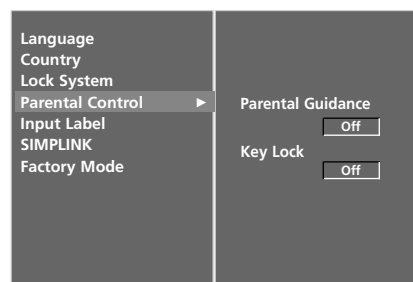 Language
Country
Lock System
Parental Control ►
Input Label
SIMPLINK
Factory Mode
Parental Guidance
Off
Key Lock
Off